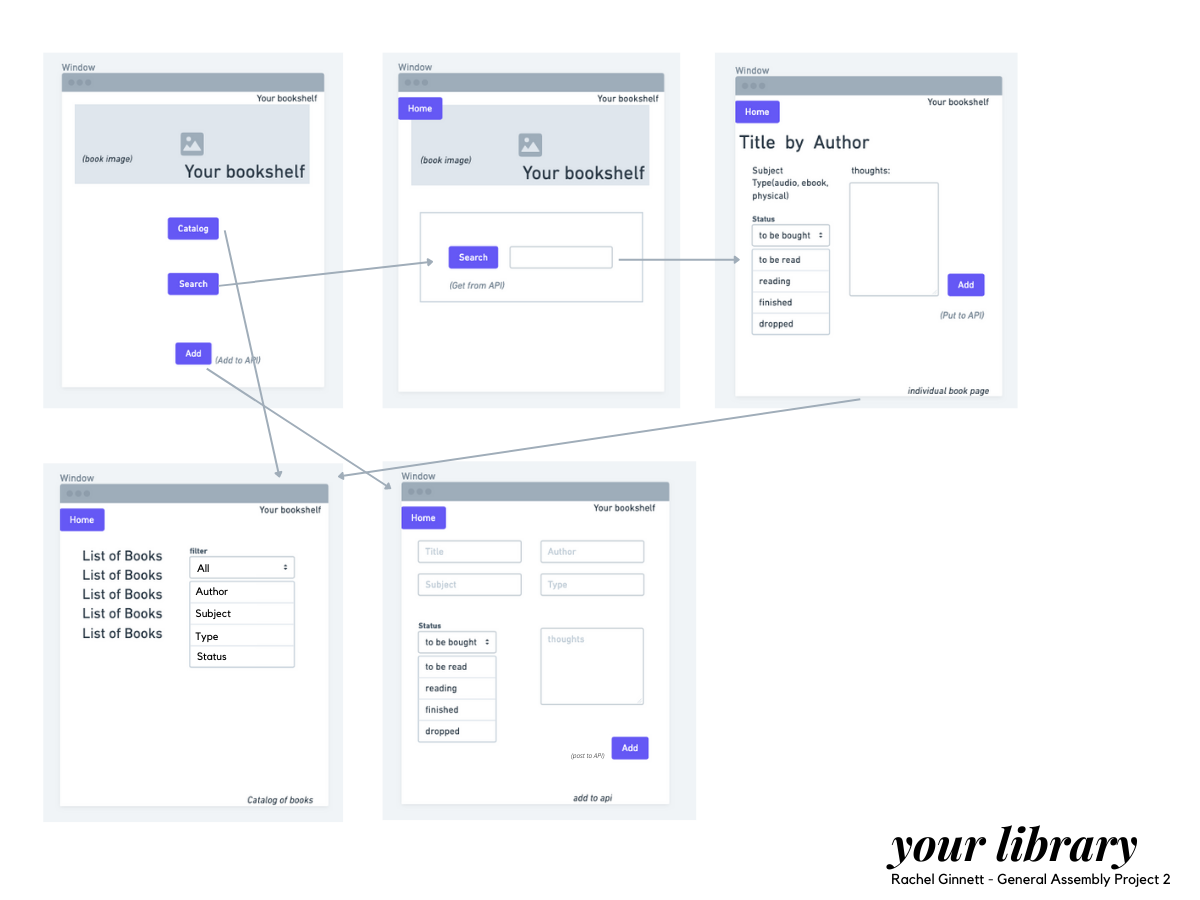 Window
Your bookshelf
(book image)
Your bookshelf
Catalog
Search
Add
(Add to API)
Window
Home
Your bookshelf
(book image)
Your bookshelf
Search
(Get from API)
Window
Home
Your bookshelf
Title by Author
Subject
Type(audio, ebook,
physical)
thoughts:
Status
to be bought
to be read
reading
finished
dropped
Add
(Put to API)
individual book page
Window
Your bookshelf
Home
List of Books
List of Books
List of Books
List of Books
List of Books
filter
All
Author
Subject
Type
Status
Catalog of books
Window
Your bookshelf
Home
Title
Author
Subject
Type
Status
to be bought
to be read
reading
finished
dropped
thoughts
(post to API)
Add
add to api
your library
Rachel Ginnett - General Assembly Project 2